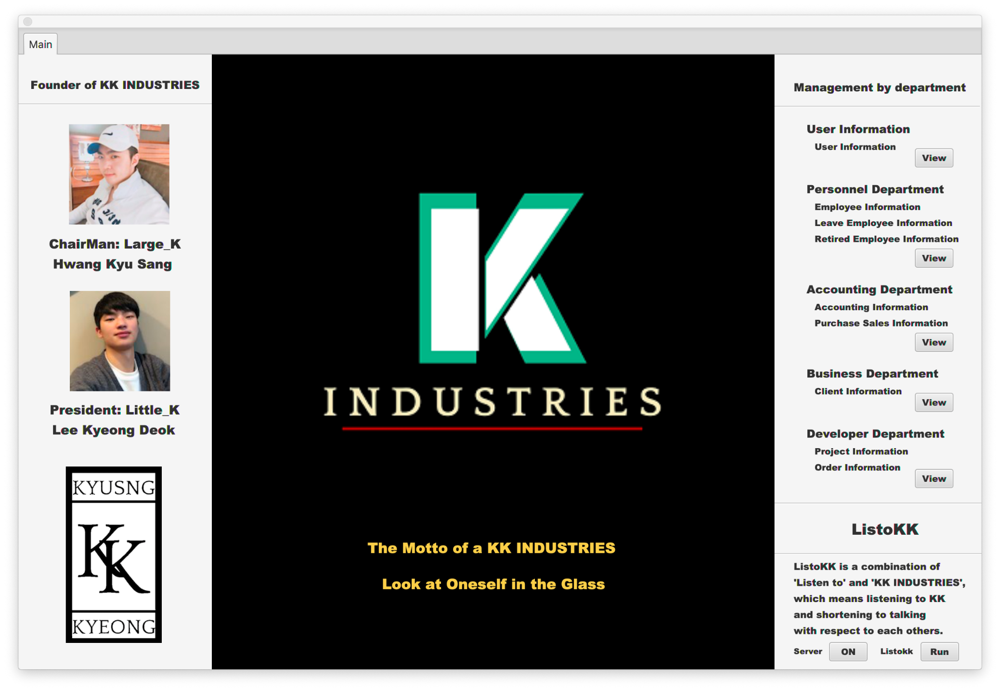 Main
Founder of KK INDUSTRIES
ChairMan: Large_K
Hwang Kyu Sang
President: Little_K
Lee Kyeong Deok
KYUSNG
KK
KYEONG
K
INDUSTRIES
The Motto of a KK INDUSTRIES
Look at Oneself in the Glass
Management by department
User Information
User Information
View
Personnel Department
Employee Information
Leave Employee Information
Retired Employee Information
View
Accounting Department
Accounting Information
Purchase Sales Information
View
Business Department
Client Information
View
Developer Department
Project Information
Order Information
View
ListoKK
ListoKK is a combination of
'Listen to' and 'KK INDUSTRIES',
which means listening to KK
and shortening to talking
with respect to each others.
Server ON Listokk Run